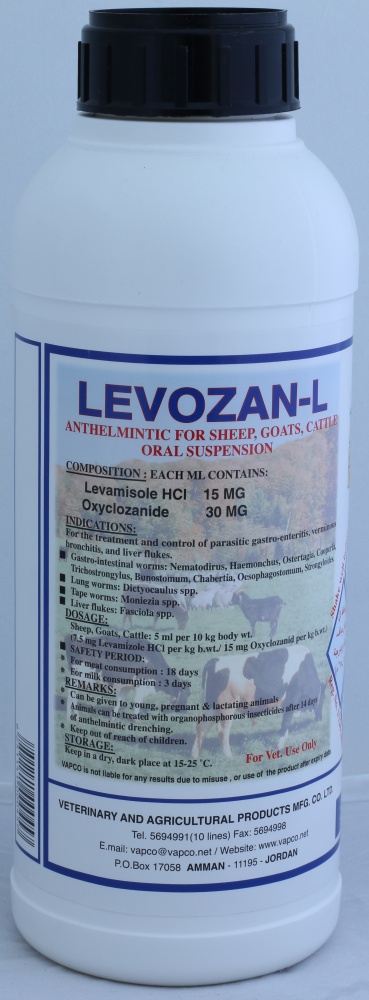 LEVOZAN-L
ANTHELMINTIC FOR SHEEP, GOATS, CATTLE
ORAL SUSPENSION
COMPOSITION : EACH ML CONTAINS:
Levamisole HCl 15 MG
Oxyclozanide 30 MG
INDICATIONS:
For the treatment and control of parasitic gastro-enteritis, verminous
bronchitis, and liver flukes.
■ Gastro-intestinal worms: Nematodirus, Haemonchus, Ostertagia, Cooperia,
Trichostrongylus, Bunostomum, Chabertia, Oesophagostomum, Strongyloides.
■ Lung worms: Dictyocaulus spp.
■ Tape worms: Moniezia spp.
■ Liver flukes: Fasciola spp.
DOSAGE:
Sheep, Goats, Cattle: 5 ml per 10 kg body wt.
(7.5 mg Levamizole HCl per kg b.wt./ 15 mg Oxyclozanid per kg b.wt.)
■ SAFETY PERIOD:
• For meat consumption : 18 days
• For milk consumption : 3 days
REMARKS:
• Can be given to young, pregnant & lactating animals
• Animals can be treated with organophosphorous insecticides after 14 days
of anthelmintic drenching.
• Keep out of reach of children.
STORAGE:
Keep in a dry, dark place at 15-25 °C.
For Vet. Use Only
VAPCO is not liable for any results due to misuse , or use of the product after expiry date.
VETERINARY AND AGRICULTURAL PRODUCTS MFG. CO. LTD.
Tel. 5694991(10 lines) Fax: 5694998
E.mail: vapco@vapco.net / Website: www.vapco.net
P.O.Box 17058 AMMAN - 11195 - JORDAN